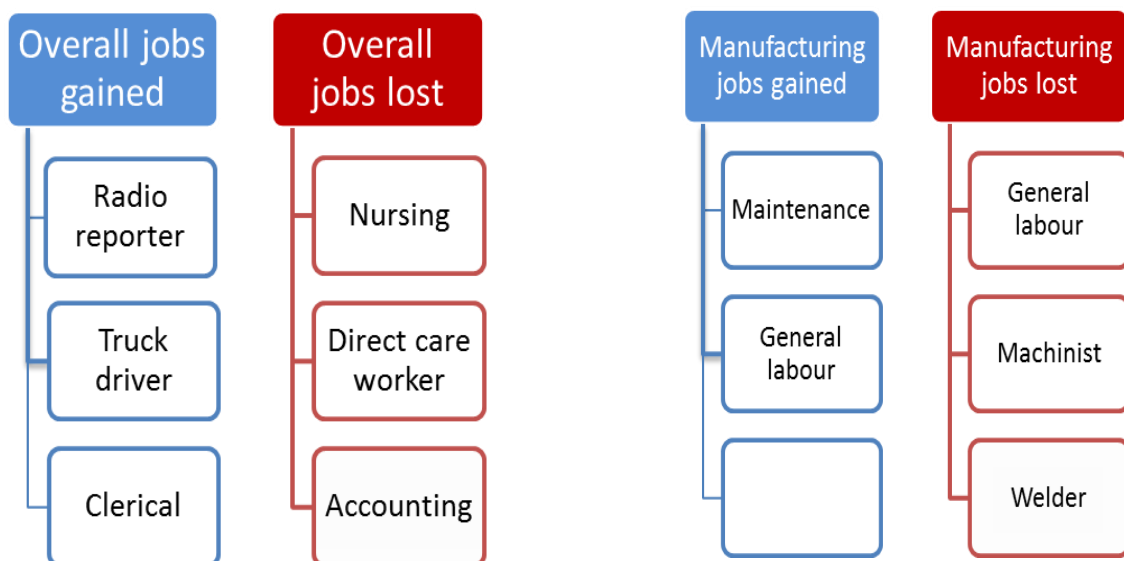 Overall jobs
gained
Radio
reporter
Truck
driver
Clerical
Overall
jobs lost
Nursing
Direct care
worker
Accounting
Manufacturing
jobs gained
Maintenance
General
labour
Manufacturing
jobs lost
General
labour
Machinist
Welder